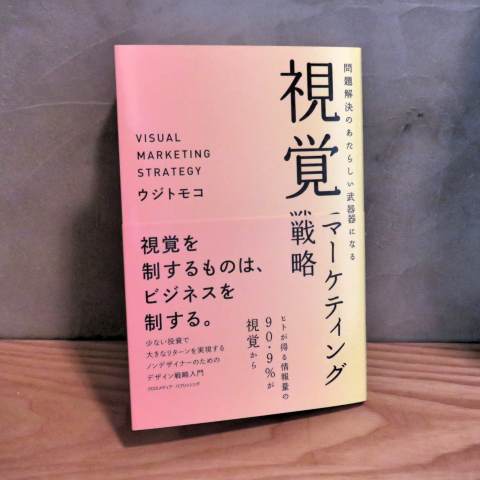 問題解決のあたらしい武器になる
視覚マーケティング
戦略
VISUAL
MARKETING
STRATEGY
ウジトモコ
視覚を
制するものは、
ビジネスを
制する。
少ない投資で
大きなリターンを実現する
ノンデザイナーのための
デザイン戦略入門
クロスメディア・パブリッシング
ヒトが得る情報量の
90・9%が
視覚から